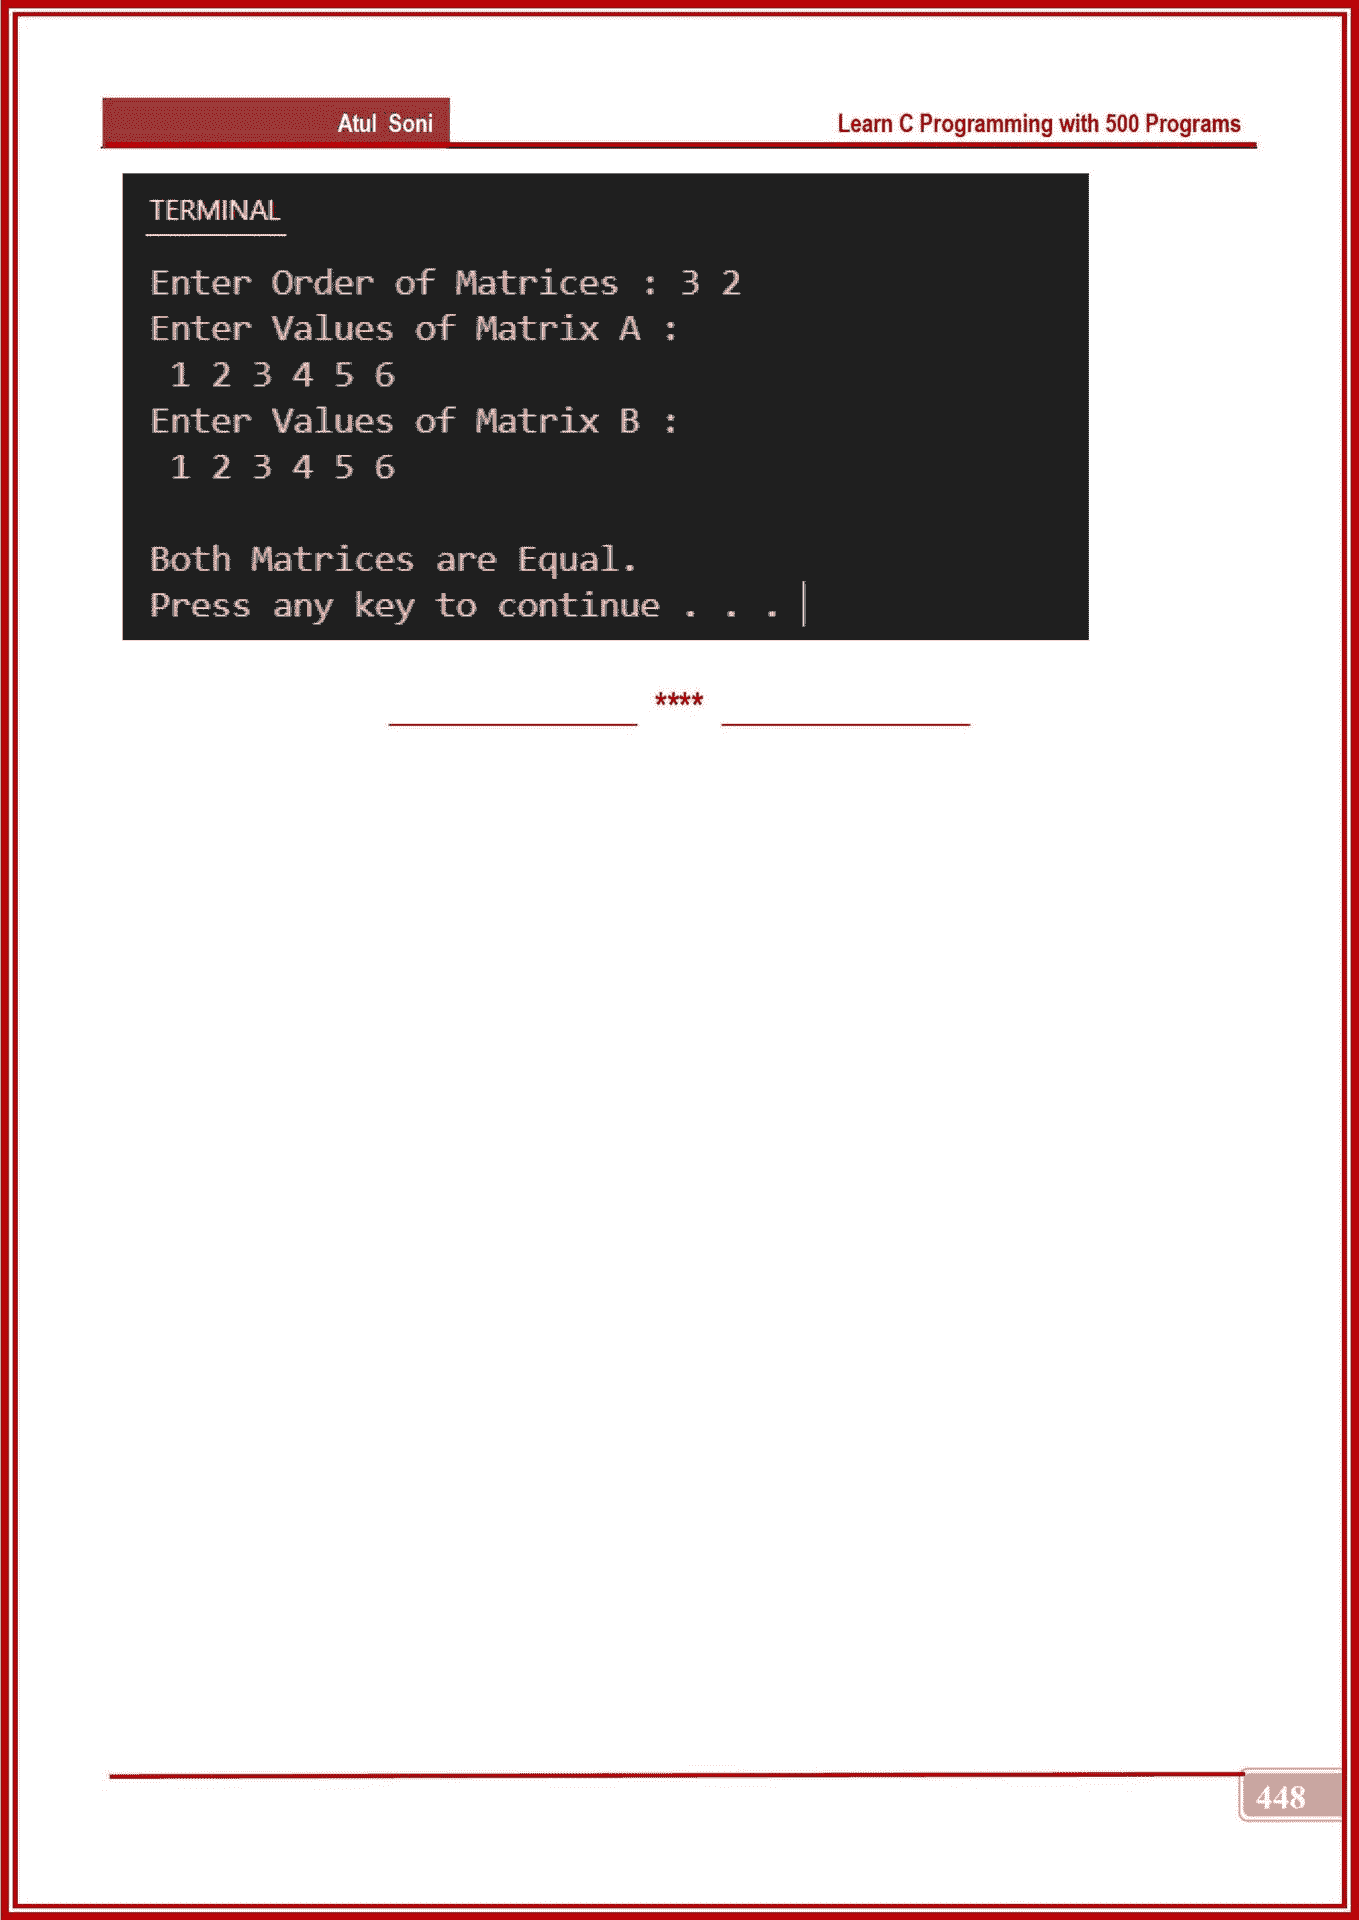 Atul Soni
Learn C Programming with 500 Programs
TERMINAL
Enter Order of Matrices : 3 2
Enter Values of Matrix A :
1 2 3 4 5 6
Enter Values of Matrix B :
1 2 3 4 5 6
Both Matrices are Equal.
Press any key to continue . . .
****
448